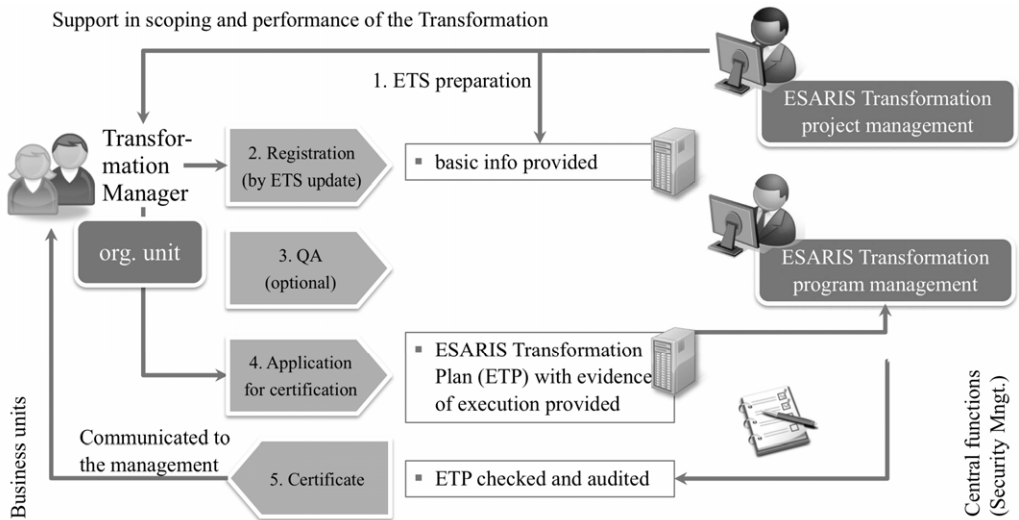 Support in scoping and performance of the Transformation
1. ETS preparation
ESARIS Transformation
project management
Transfor-
mation
Manager
2. Registration
(by ETS update)
▪ basic info provided
org. unit
3. QA
(optional)
ESARIS Transformation
program management
4. Application
for certification
▪ ESARIS Transformation
Plan (ETP) with evidence
of execution provided
Communicated to
the management
5. Certificate
▪ ETP checked and audited
Business units
Central functions
(Security Mngt.)